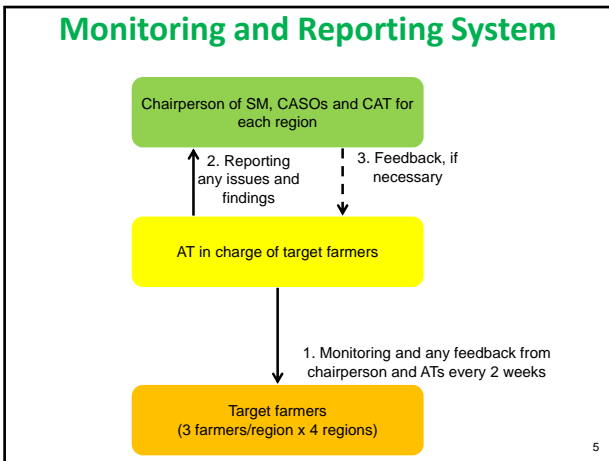 Monitoring and Reporting System
Chairperson of SM, CASOs and CAT for
each region
2. Reporting
any issues and
findings
3. Feedback, if
necessary
AT in charge of target farmers
1. Monitoring and any feedback from
chairperson and ATs every 2 weeks
Target farmers
(3 farmers/region x 4 regions)
5